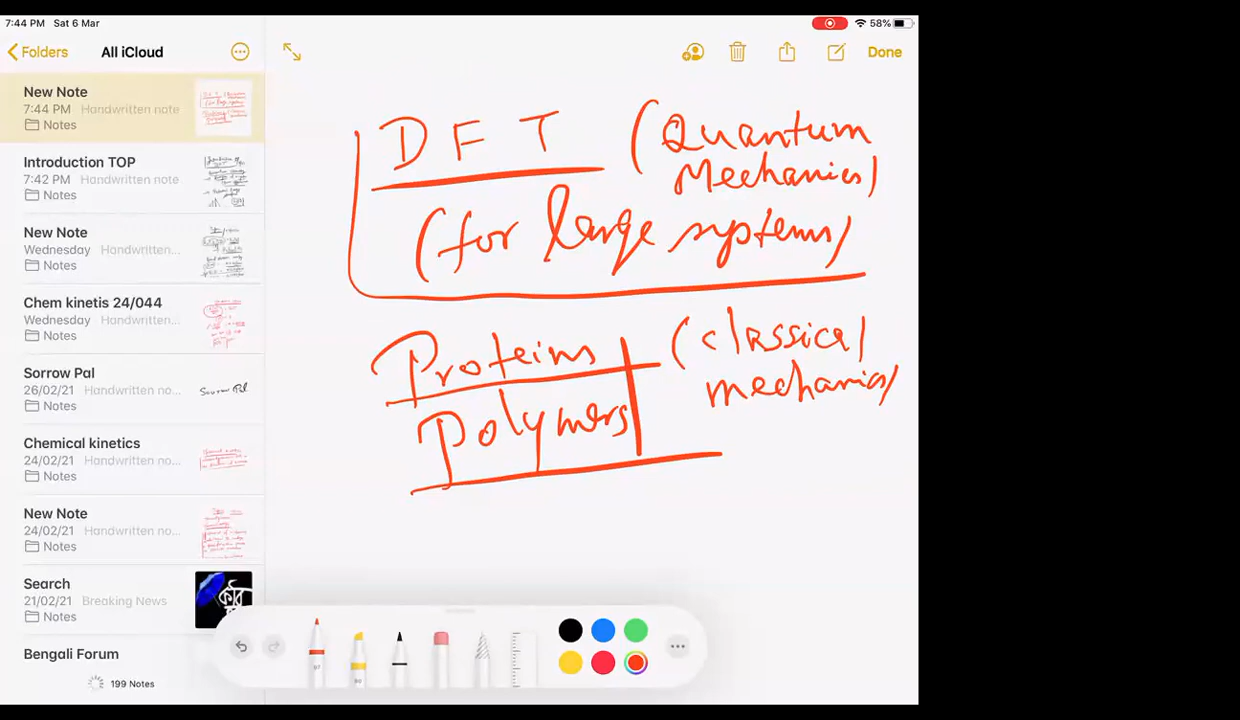 7:44 PM Sat 6 Mar
58%
Folders
All iCloud
Done
New Note
7:44 PM Handwritten note
Notes
Introduction TOP
7:42 PM Handwritten no...
Notes
New Note
Wednesday Handwritten...
Notes
Chem kinetis 24/044
Wednesday Handwritten...
Notes
Sorrow Pal
26/02/21 Handwritten no...
Notes
Chemical kinetics
24/02/21 Handwritten no...
Notes
New Note
24/02/21 Handwritten no...
Notes
Search
21/02/21 Breaking News
Notes
Bengali Forum
199 Notes
DFT (Quantum
Mechanics)
(for large systems)
Proteins (classical
mechanics)
Polymers